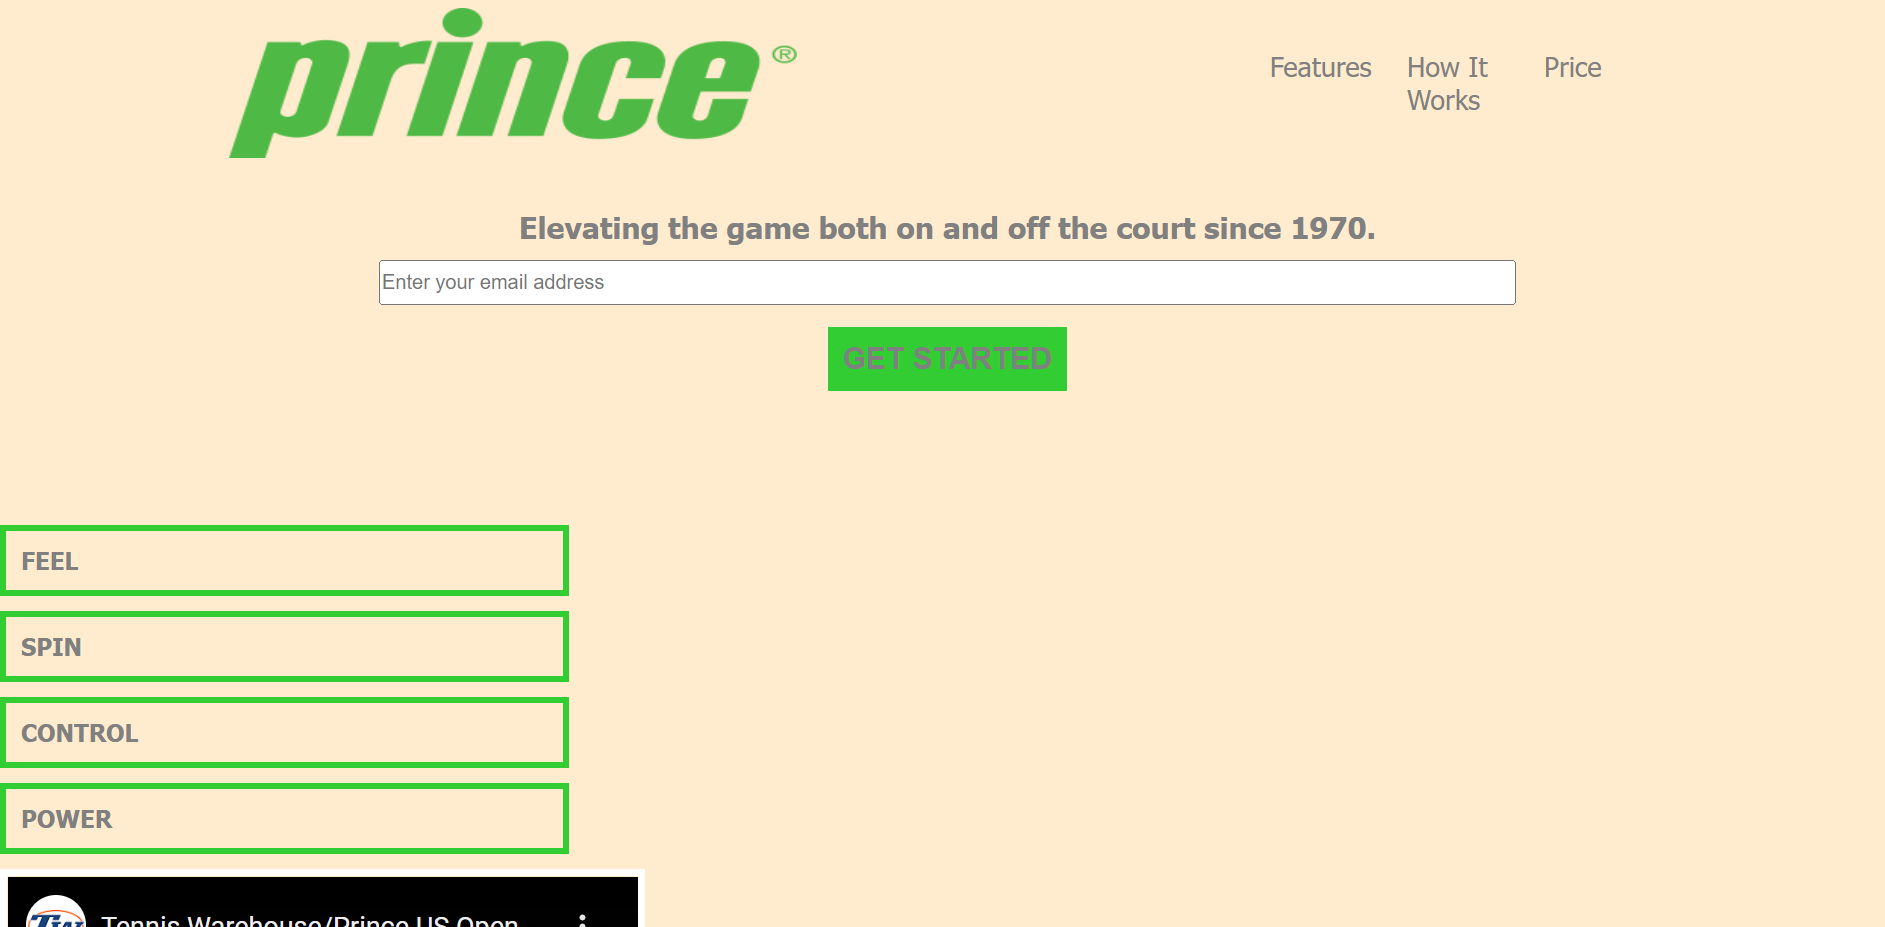 prince®
Features
How It
Works
Price
Elevating the game both on and off the court since 1970.
Enter your email address
GET STARTED
FEEL
SPIN
CONTROL
POWER
TW Tennis Warehouse/Prince US Open